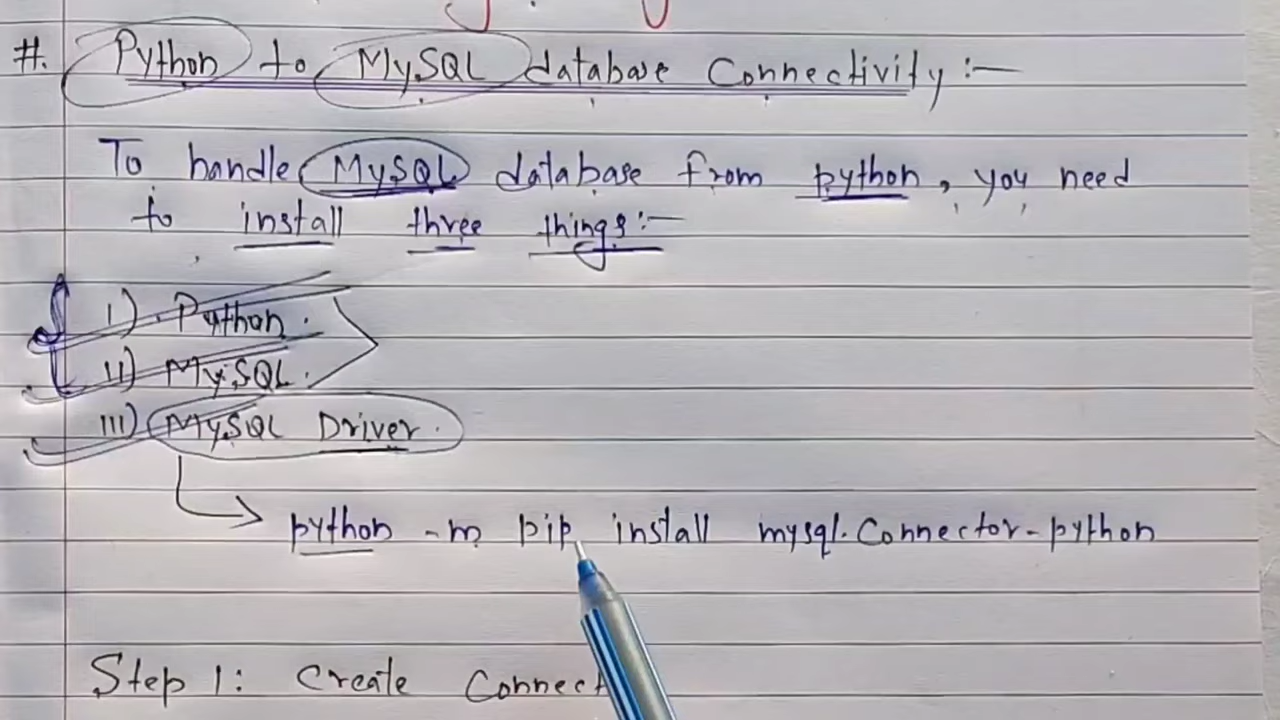 #. Python to MySQL database Connectivity :-
To handle MySQL database from python, you need
to install three things :-
i) . Python .
ii) MySQL .
iii) MySQL Driver .
python -m pip install mysql.Connector-python
Step 1: Create Connect